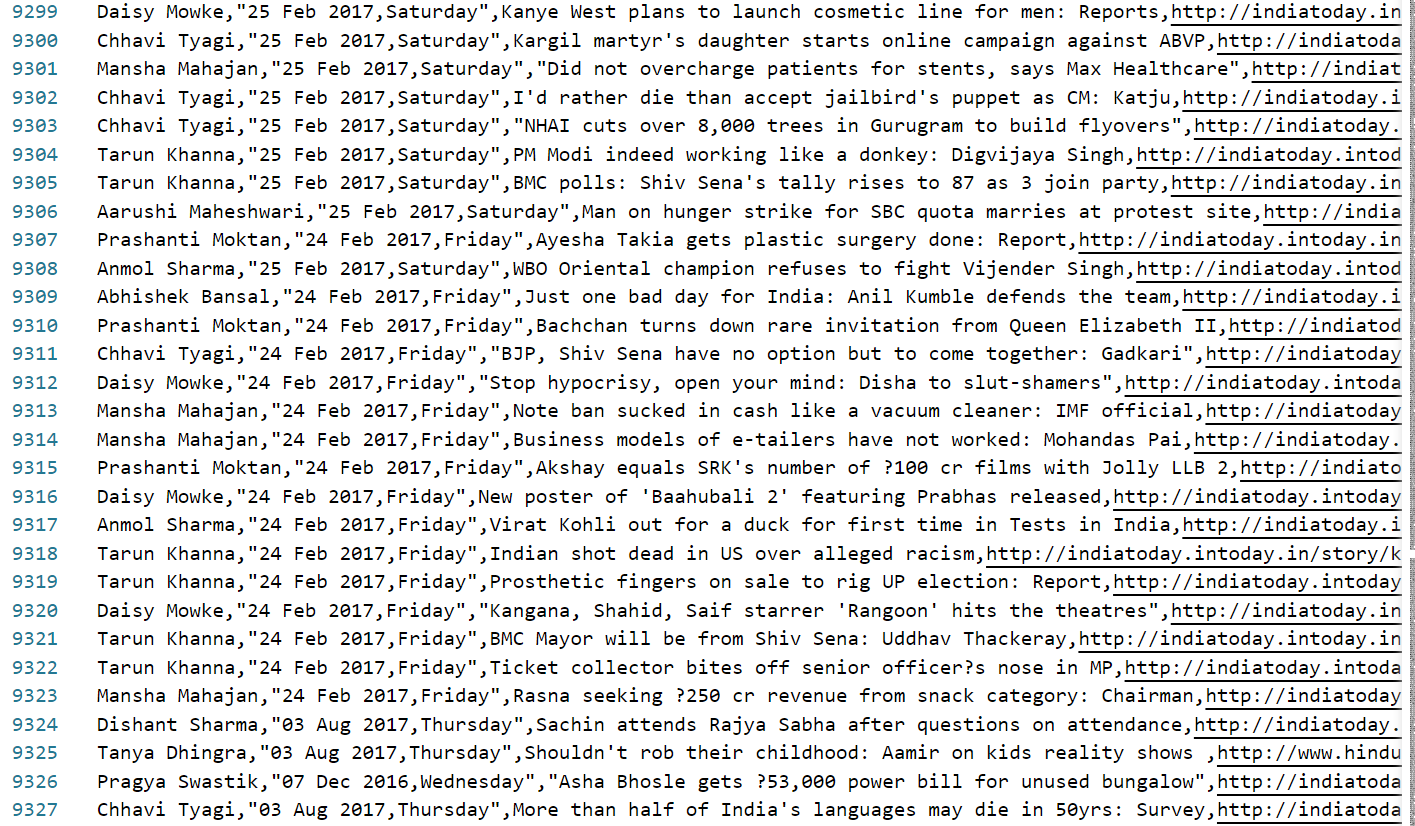 9299 Daisy Mowke,"25 Feb 2017,Saturday",Kanye West plans to launch cosmetic line for men: Reports,http://indiatoday.in
9300 Chhavi Tyagi,"25 Feb 2017,Saturday",Kargil martyr's daughter starts online campaign against ABVP,http://indiatoda
9301 Mansha Mahajan,"25 Feb 2017,Saturday","Did not overcharge patients for stents, says Max Healthcare",http://indiat
9302 Chhavi Tyagi,"25 Feb 2017,Saturday",I'd rather die than accept jailbird's puppet as CM: Katju,http://indiatoday.i
9303 Chhavi Tyagi,"25 Feb 2017,Saturday","NHAI cuts over 8,000 trees in Gurugram to build flyovers",http://indiatoday.
9304 Tarun Khanna,"25 Feb 2017,Saturday",PM Modi indeed working like a donkey: Digvijaya Singh,http://indiatoday.intod
9305 Tarun Khanna,"25 Feb 2017,Saturday",BMC polls: Shiv Sena's tally rises to 87 as 3 join party,http://indiatoday.in
9306 Aarushi Maheshwari,"25 Feb 2017,Saturday",Man on hunger strike for SBC quota marries at protest site,http://india
9307 Prashanti Moktan,"24 Feb 2017,Friday",Ayesha Takia gets plastic surgery done: Report,http://indiatoday.intoday.in
9308 Anmol Sharma,"25 Feb 2017,Saturday",WBO Oriental champion refuses to fight Vijender Singh,http://indiatoday.intod
9309 Abhishek Bansal,"24 Feb 2017,Friday",Just one bad day for India: Anil Kumble defends the team,http://indiatoday.i
9310 Prashanti Moktan,"24 Feb 2017,Friday",Bachchan turns down rare invitation from Queen Elizabeth II,http://indiatod
9311 Chhavi Tyagi,"24 Feb 2017,Friday","BJP, Shiv Sena have no option but to come together: Gadkari",http://indiatoday
9312 Daisy Mowke,"24 Feb 2017,Friday","Stop hypocrisy, open your mind: Disha to slut-shamers",http://indiatoday.intoda
9313 Mansha Mahajan,"24 Feb 2017,Friday",Note ban sucked in cash like a vacuum cleaner: IMF official,http://indiatoday
9314 Mansha Mahajan,"24 Feb 2017,Friday",Business models of e-tailers have not worked: Mohandas Pai,http://indiatoday.
9315 Prashanti Moktan,"24 Feb 2017,Friday",Akshay equals SRK's number of ?100 cr films with Jolly LLB 2,http://indiato
9316 Daisy Mowke,"24 Feb 2017,Friday",New poster of 'Baahubali 2' featuring Prabhas released,http://indiatoday.intoday
9317 Anmol Sharma,"24 Feb 2017,Friday",Virat Kohli out for a duck for first time in Tests in India,http://indiatoday.i
9318 Tarun Khanna,"24 Feb 2017,Friday",Indian shot dead in US over alleged racism,http://indiatoday.intoday.in/story/k
9319 Tarun Khanna,"24 Feb 2017,Friday",Prosthetic fingers on sale to rig UP election: Report,http://indiatoday.intoday
9320 Daisy Mowke,"24 Feb 2017,Friday","Kangana, Shahid, Saif starrer 'Rangoon' hits the theatres",http://indiatoday.in
9321 Tarun Khanna,"24 Feb 2017,Friday",BMC Mayor will be from Shiv Sena: Uddhav Thackeray,http://indiatoday.intoday.in
9322 Tarun Khanna,"24 Feb 2017,Friday",Ticket collector bites off senior officer?s nose in MP,http://indiatoday.intoda
9323 Mansha Mahajan,"24 Feb 2017,Friday",Rasna seeking ?250 cr revenue from snack category: Chairman,http://indiatoday
9324 Dishant Sharma,"03 Aug 2017,Thursday",Sachin attends Rajya Sabha after questions on attendance,http://indiatoday.
9325 Tanya Dhingra,"03 Aug 2017,Thursday",Shouldn't rob their childhood: Aamir on kids reality shows ,http://www.hindu
9326 Pragya Swastik,"07 Dec 2016,Wednesday","Asha Bhosle gets ?53,000 power bill for unused bungalow",http://indiatoda
9327 Chhavi Tyagi,"03 Aug 2017,Thursday",More than half of India's languages may die in 50yrs: Survey,http://indiatoda